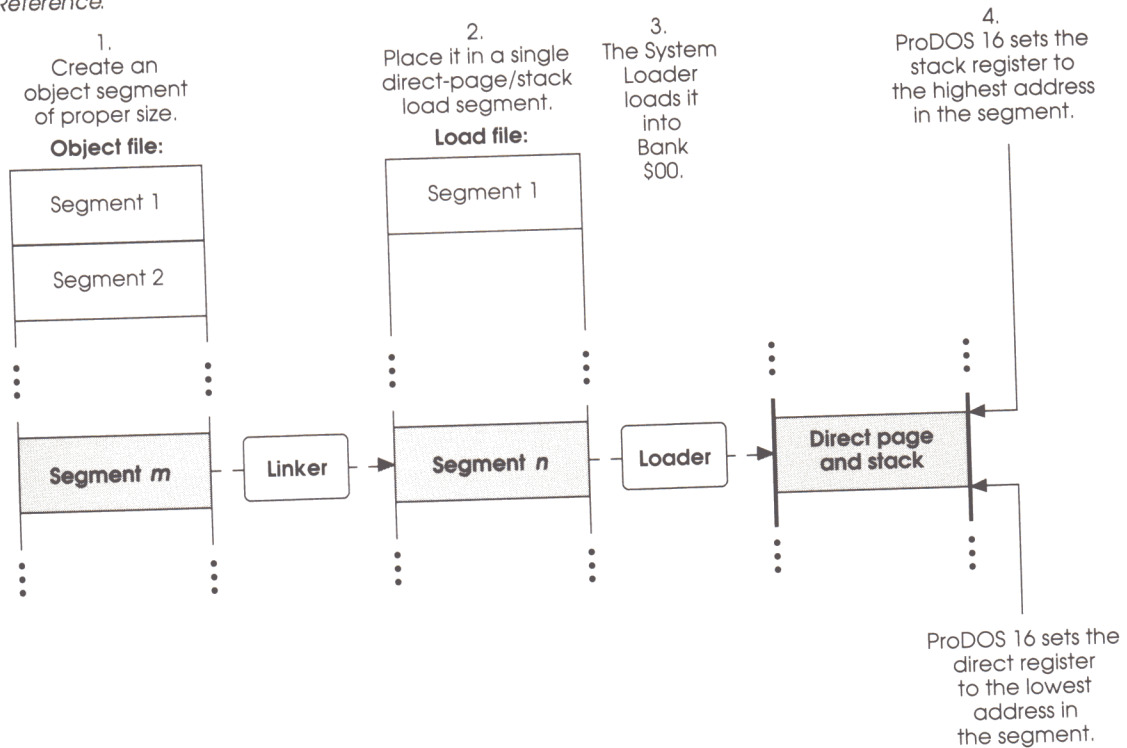 Reference.
1.
Create an
object segment
of proper size.
Object file:
Segment 1
Segment 2
Segment m
Linker
2.
Place it in a single
direct-page/stack
load segment.
Load file:
Segment 1
Segment n
3.
The System
Loader
loads it
into
Bank
$00.
Loader
4.
ProDOS 16 sets the
stack register to
the highest address
in the segment.
Direct page
and stack
ProDOS 16 sets the
direct register
to the lowest
address in
the segment.